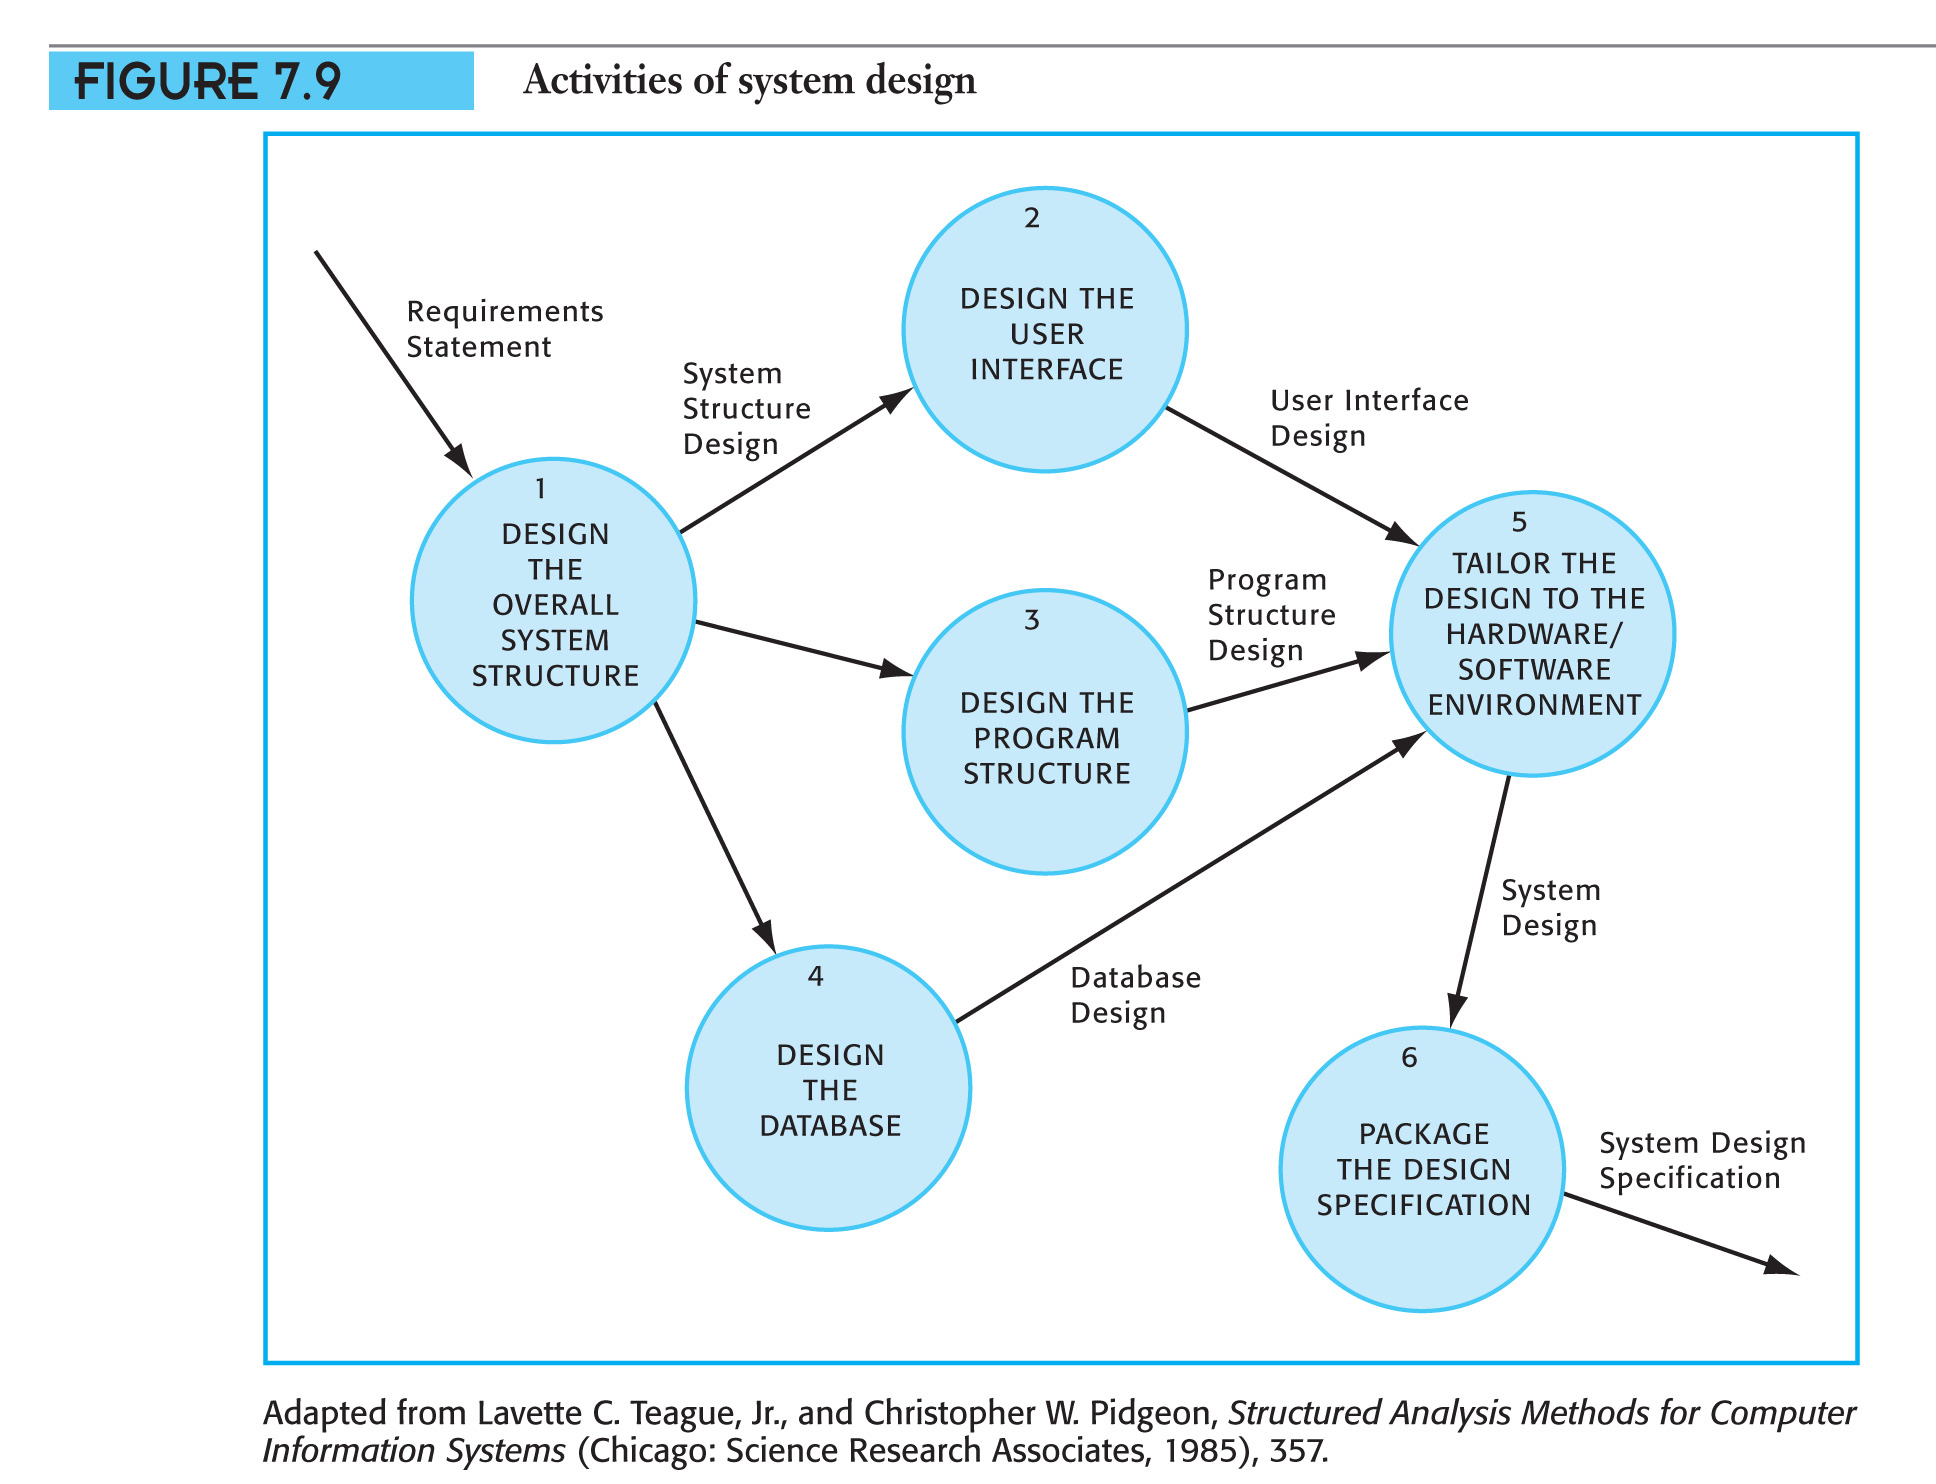 FIGURE 7.9
Activities of system design
Requirements
Statement
System
Structure
Design
1
DESIGN
THE
OVERALL
SYSTEM
STRUCTURE
2
DESIGN THE
USER
INTERFACE
User Interface
Design
3
DESIGN THE
PROGRAM
STRUCTURE
Program
Structure
Design
4
DESIGN
THE
DATABASE
Database
Design
5
TAILOR THE
DESIGN TO THE
HARDWARE/
SOFTWARE
ENVIRONMENT
System
Design
6
PACKAGE
THE DESIGN
SPECIFICATION
System Design
Specification
Adapted from Lavette C. Teague, Jr., and Christopher W. Pidgeon, Structured Analysis Methods for Computer
Information Systems (Chicago: Science Research Associates, 1985), 357.